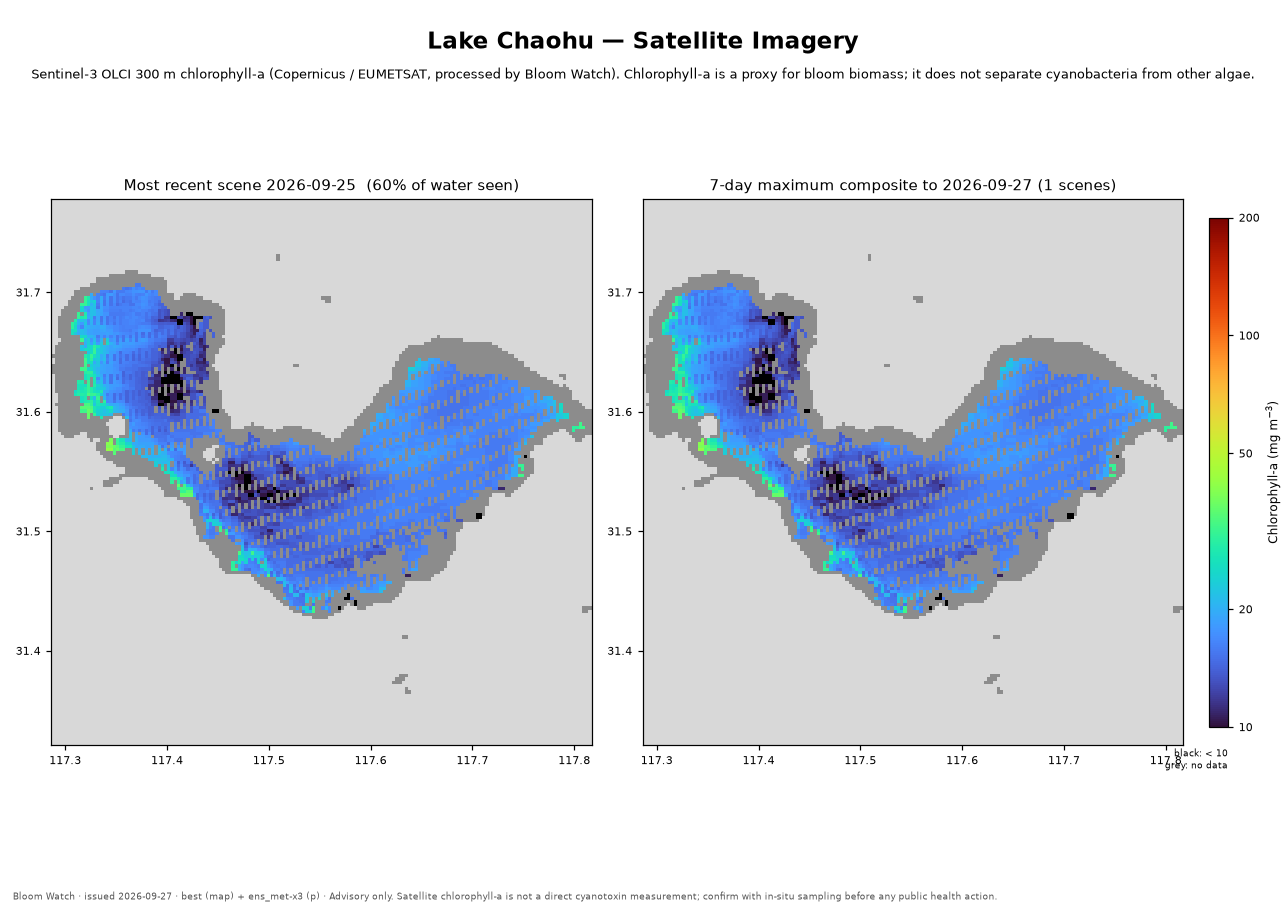 Lake Chaohu — Satellite Imagery
Sentinel-3 OLCI 300 m chlorophyll-a (Copernicus / EUMETSAT, processed by Bloom Watch). Chlorophyll-a is a proxy for bloom biomass; it does not separate cyanobacteria from other algae.
Most recent scene 2026-09-25 (60% of water seen)
31.7
31.6
31.5
31.4
117.3 117.4 117.5 117.6 117.7 117.8
7-day maximum composite to 2026-09-27 (1 scenes)
31.7
31.6
31.5
31.4
117.3 117.4 117.5 117.6 117.7 117.8
200
100
50
20
10
Chlorophyll-a (mg m⁻³)
black: < 10
grey: no data
Bloom Watch · issued 2026-09-27 · best (map) + ens_met-x3 (p) · Advisory only. Satellite chlorophyll-a is not a direct cyanotoxin measurement; confirm with in-situ sampling before any public health action.